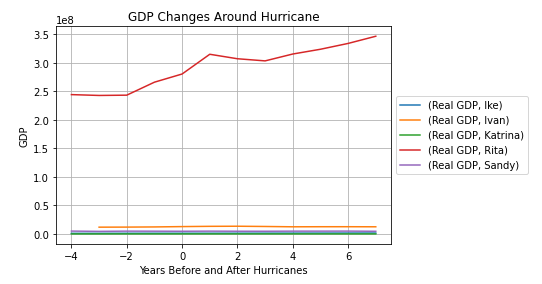 GDP Changes Around Hurricane
1e8
3.5
3.0
2.5
2.0
1.5
1.0
0.5
0.0
GDP
−4
−2
0
2
4
6
Years Before and After Hurricanes
(Real GDP, Ike)
(Real GDP, Ivan)
(Real GDP, Katrina)
(Real GDP, Rita)
(Real GDP, Sandy)